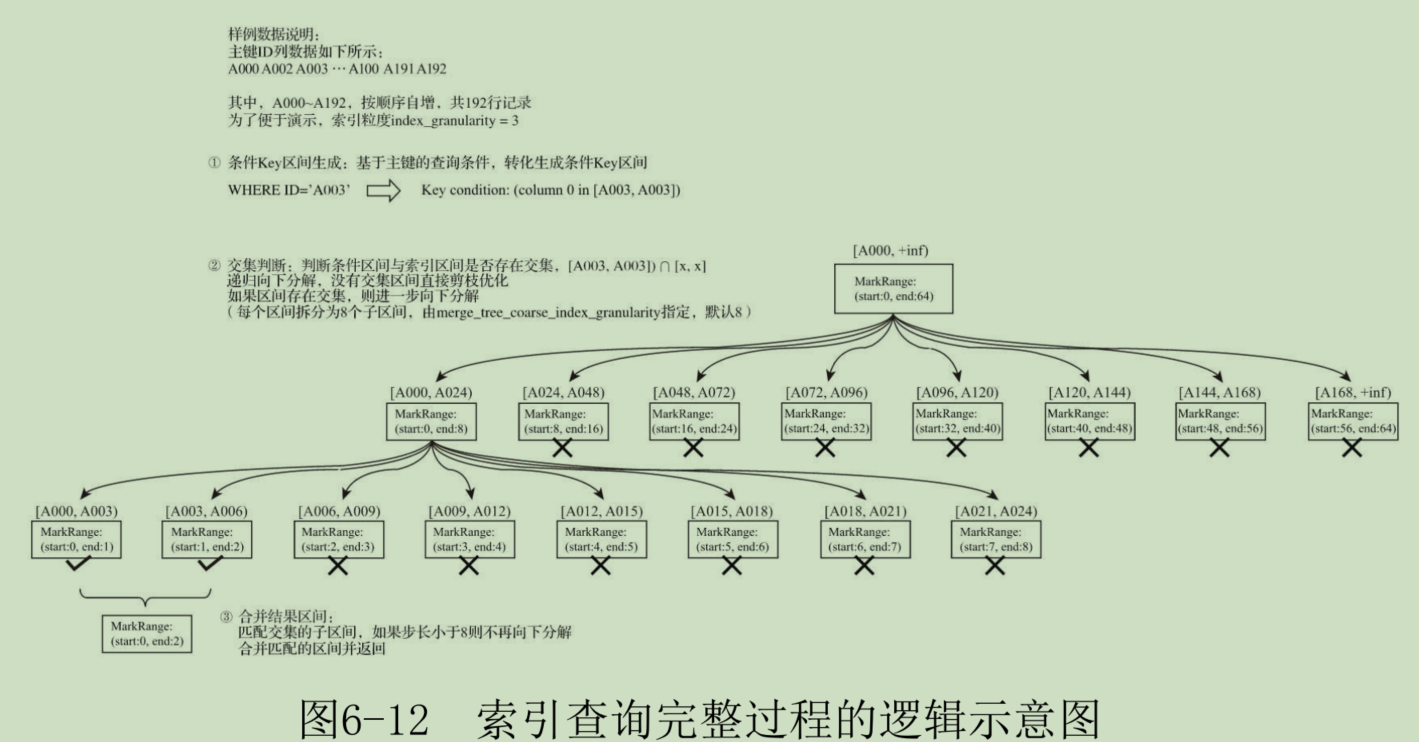 样例数据说明：
主键ID列数据如下所示：
A000 A002 A003 … A100 A191 A192
其中，A000~A192，按顺序自增，共192行记录
为了便于演示，索引粒度index_granularity = 3
① 条件Key区间生成：基于主键的查询条件，转化生成条件Key区间
WHERE ID='A003' Key condition: (column 0 in [A003, A003])
② 交集判断：判断条件区间与索引区间是否存在交集，[A003, A003]) ∩ [x, x]
递归向下分解，没有交集区间直接剪枝优化
如果区间存在交集，则进一步向下分解
（每个区间拆分为8个子区间，由merge_tree_coarse_index_granularity指定，默认8）
[A000, +inf)
MarkRange:
(start:0, end:64)
[A000, A024) [A024, A048) [A048, A072) [A072, A096) [A096, A120) [A120, A144) [A144, A168) [A168, +inf)
MarkRange: MarkRange: MarkRange: MarkRange: MarkRange: MarkRange: MarkRange: MarkRange:
(start:0, end:8) (start:8, end:16) (start:16, end:24) (start:24, end:32) (start:32, end:40) (start:40, end:48) (start:48, end:56) (start:56, end:64)
[A000, A003) [A003, A006) [A006, A009) [A009, A012) [A012, A015) [A015, A018) [A018, A021) [A021, A024)
MarkRange: MarkRange: MarkRange: MarkRange: MarkRange: MarkRange: MarkRange: MarkRange:
(start:0, end:1) (start:1, end:2) (start:2, end:3) (start:3, end:4) (start:4, end:5) (start:5, end:6) (start:6, end:7) (start:7, end:8)
MarkRange:
(start:0, end:2)
③ 合并结果区间：
匹配交集的子区间，如果步长小于8则不再向下分解
合并匹配的区间并返回
图6-12 索引查询完整过程的逻辑示意图